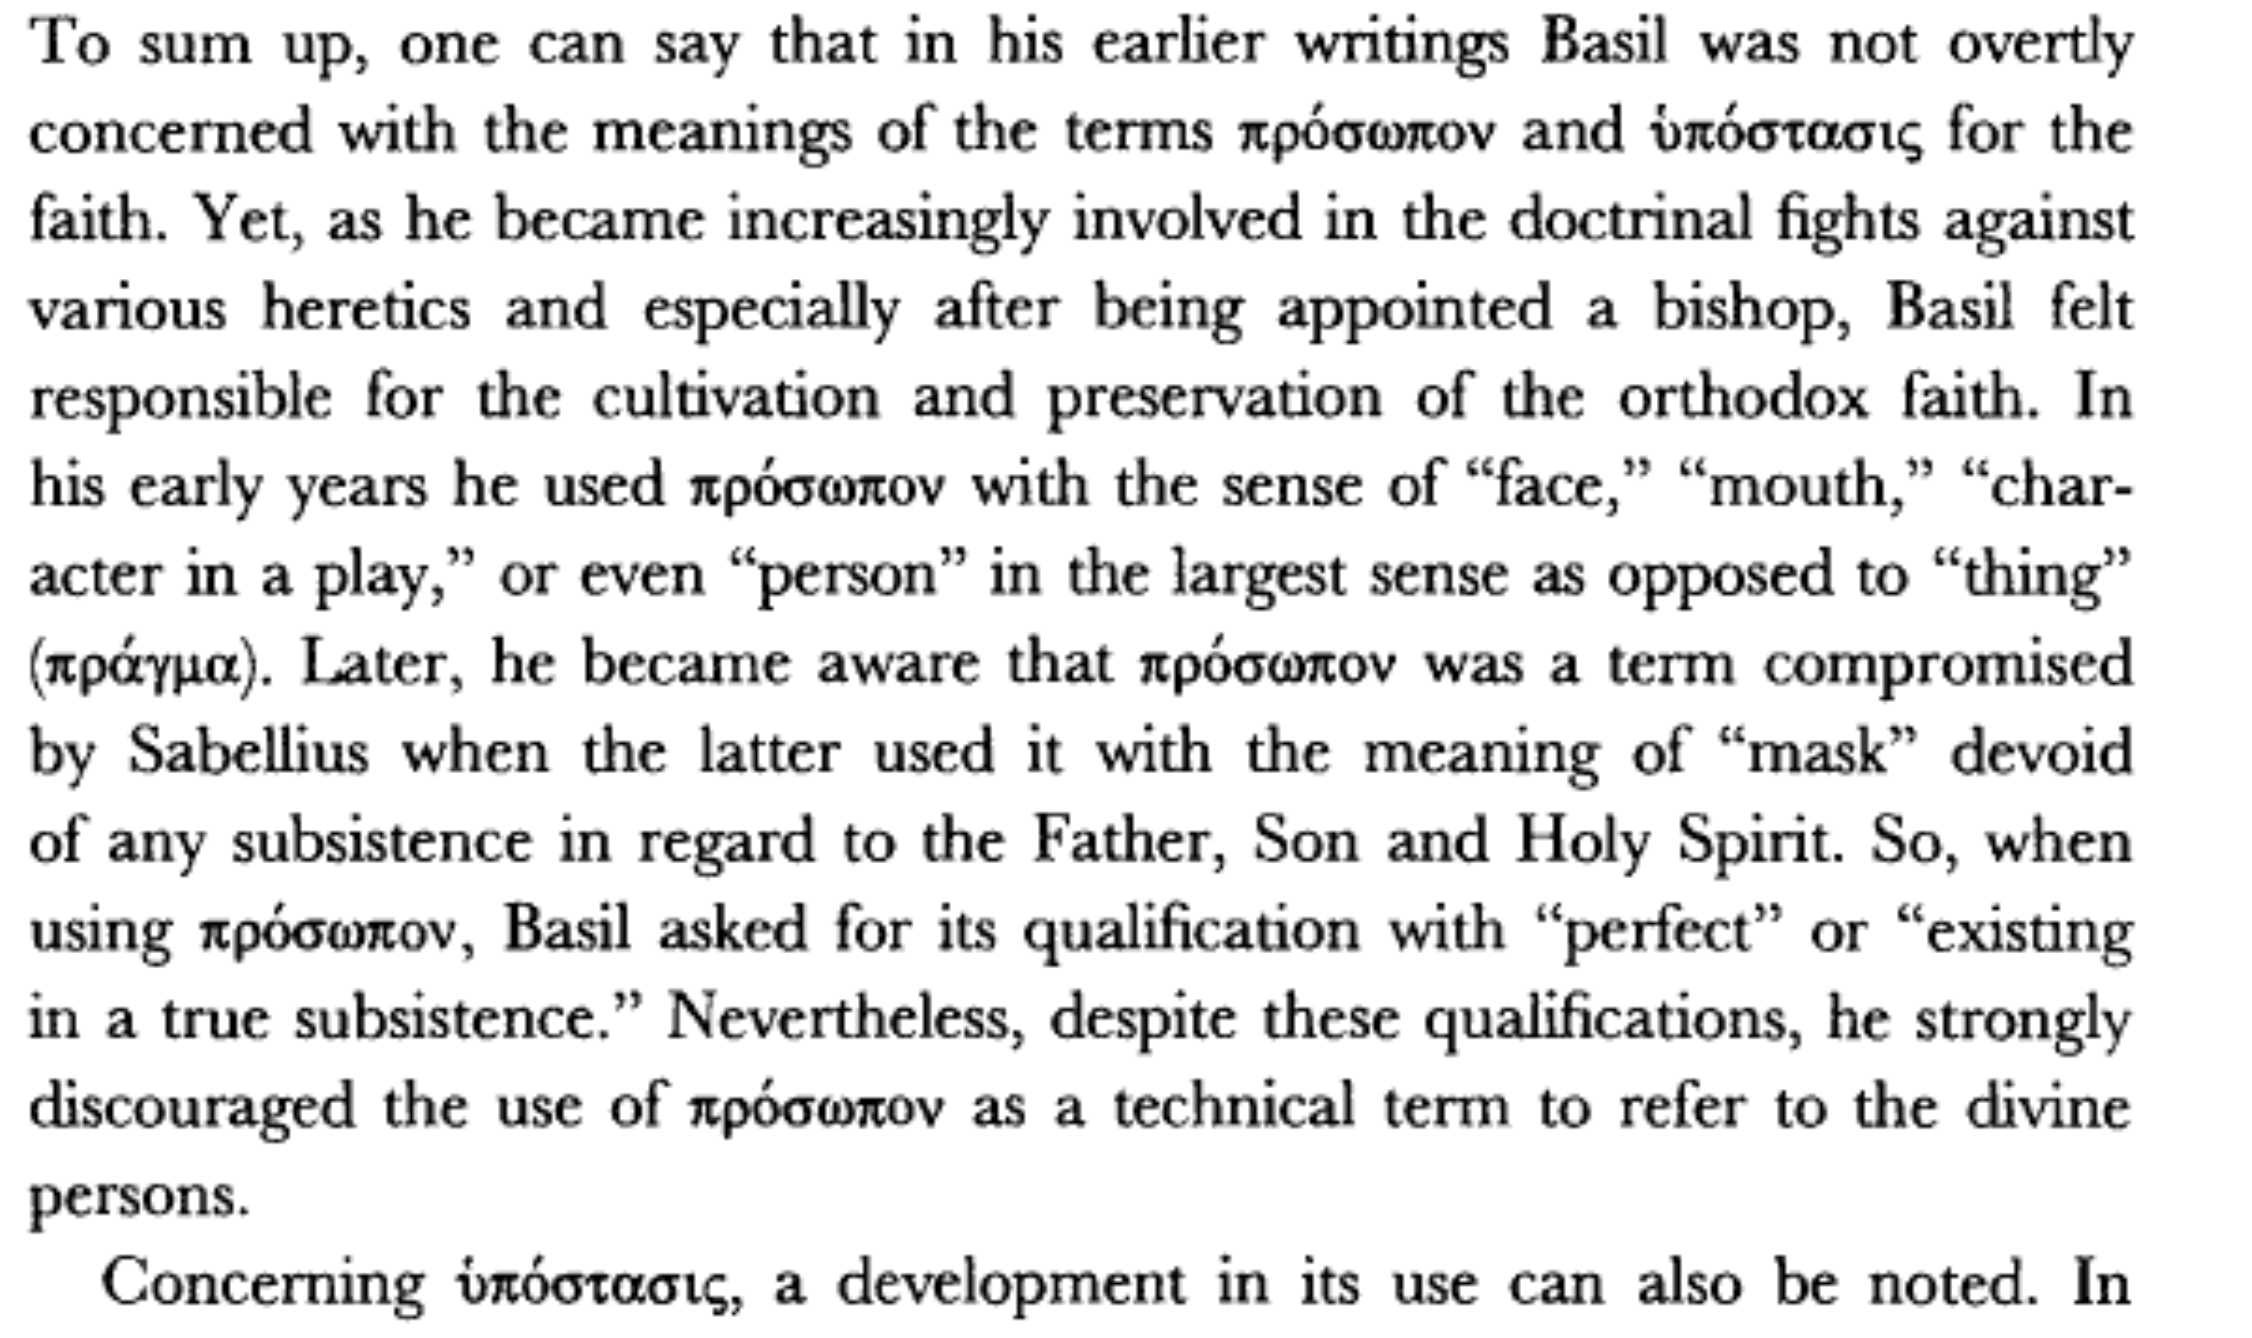 To sum up, one can say that in his earlier writings Basil was not overtly
concerned with the meanings of the terms πρόσωπον and ὑπόστασις for the
faith. Yet, as he became increasingly involved in the doctrinal fights against
various heretics and especially after being appointed a bishop, Basil felt
responsible for the cultivation and preservation of the orthodox faith. In
his early years he used πρόσωπον with the sense of “face,” “mouth,” “char-
acter in a play,” or even “person” in the largest sense as opposed to “thing”
(πράγμα). Later, he became aware that πρόσωπον was a term compromised
by Sabellius when the latter used it with the meaning of “mask” devoid
of any subsistence in regard to the Father, Son and Holy Spirit. So, when
using πρόσωπον, Basil asked for its qualification with “perfect” or “existing
in a true subsistence.” Nevertheless, despite these qualifications, he strongly
discouraged the use of πρόσωπον as a technical term to refer to the divine
persons.
Concerning ὑπόστασις, a development in its use can also be noted. In